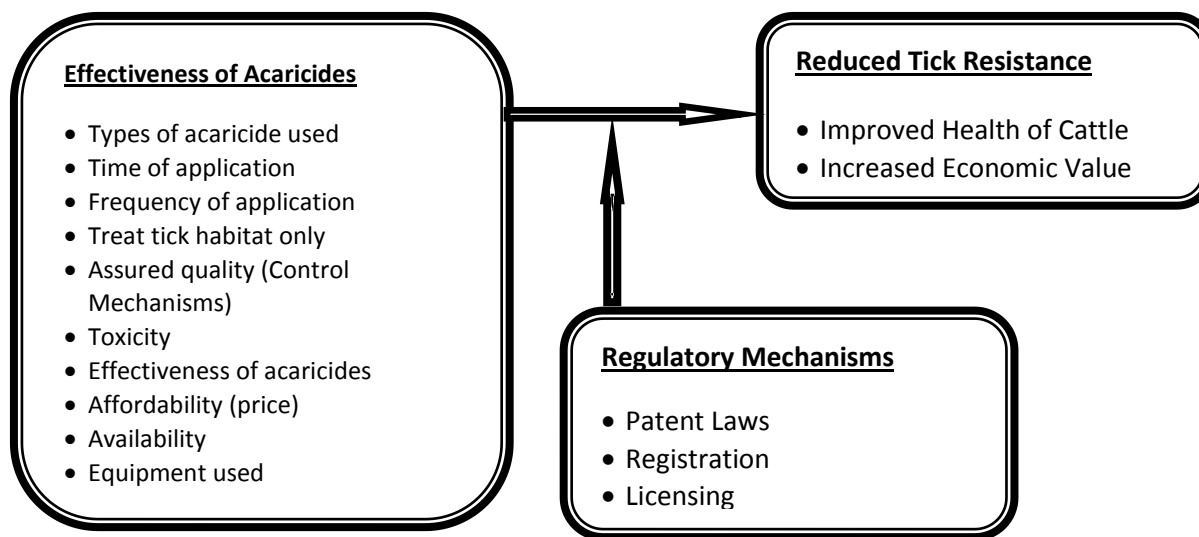 Effectiveness of Acaricides
• Types of acaricide used
• Time of application
• Frequency of application
• Treat tick habitat only
• Assured quality (Control
Mechanisms)
• Toxicity
• Effectiveness of acaricides
• Affordability (price)
• Availability
• Equipment used
Reduced Tick Resistance
• Improved Health of Cattle
• Increased Economic Value
Regulatory Mechanisms
• Patent Laws
• Registration
• Licensing